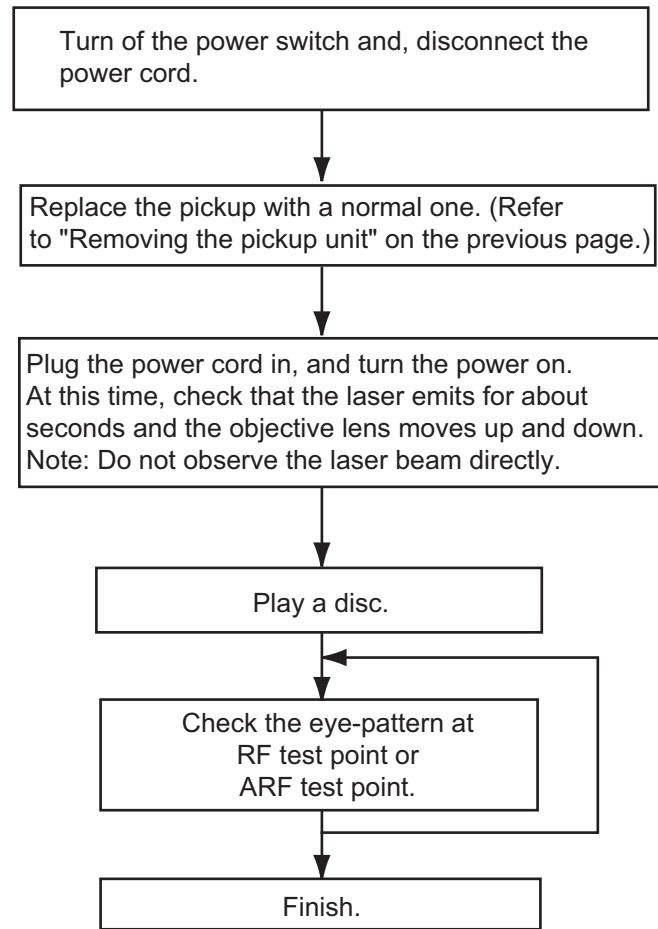 Turn of the power switch and, disconnect the
power cord.
Replace the pickup with a normal one. (Refer
to "Removing the pickup unit" on the previous page.)
Plug the power cord in, and turn the power on.
At this time, check that the laser emits for about
seconds and the objective lens moves up and down.
Note: Do not observe the laser beam directly.
Play a disc.
Check the eye-pattern at
RF test point or
ARF test point.
Finish.